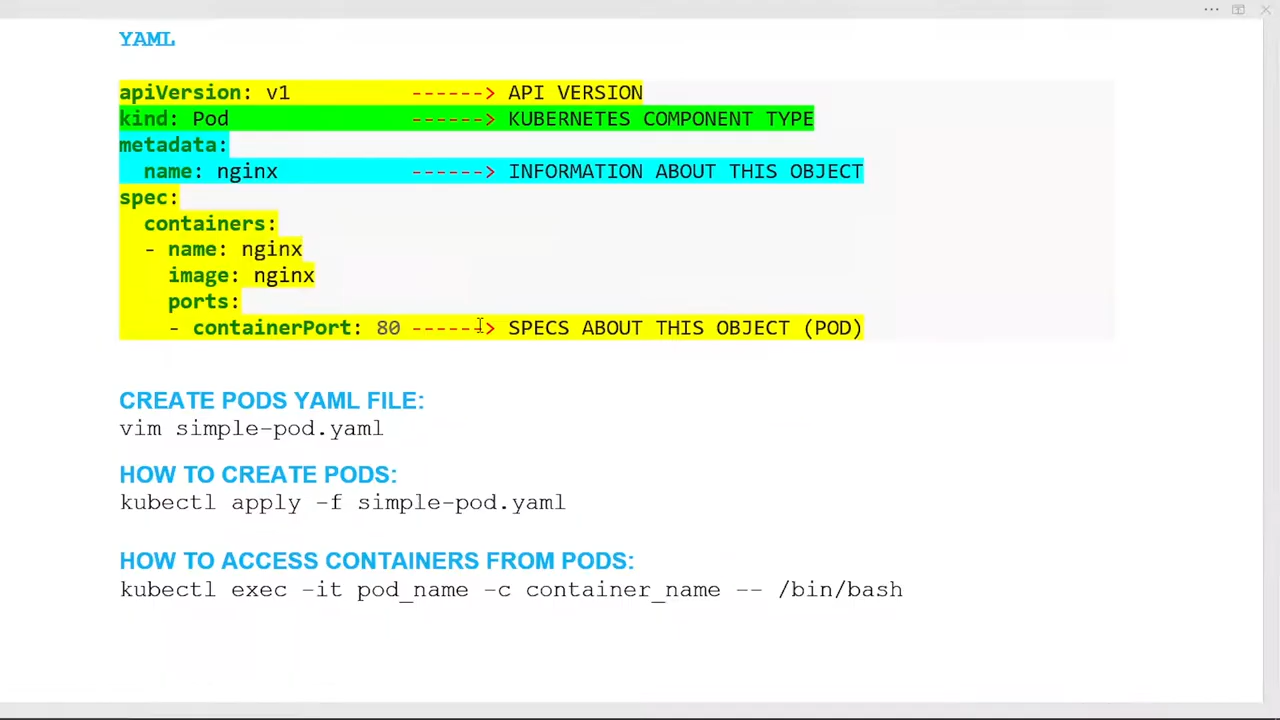 YAML
apiVersion: v1 ------> API VERSION
kind: Pod ------> KUBERNETES COMPONENT TYPE
metadata:
  name: nginx ------> INFORMATION ABOUT THIS OBJECT
spec:
  containers:
  - name: nginx
    image: nginx
    ports:
    - containerPort: 80 ------> SPECS ABOUT THIS OBJECT (POD)
CREATE PODS YAML FILE:
vim simple-pod.yaml
HOW TO CREATE PODS:
kubectl apply -f simple-pod.yaml
HOW TO ACCESS CONTAINERS FROM PODS:
kubectl exec -it pod_name -c container_name -- /bin/bash